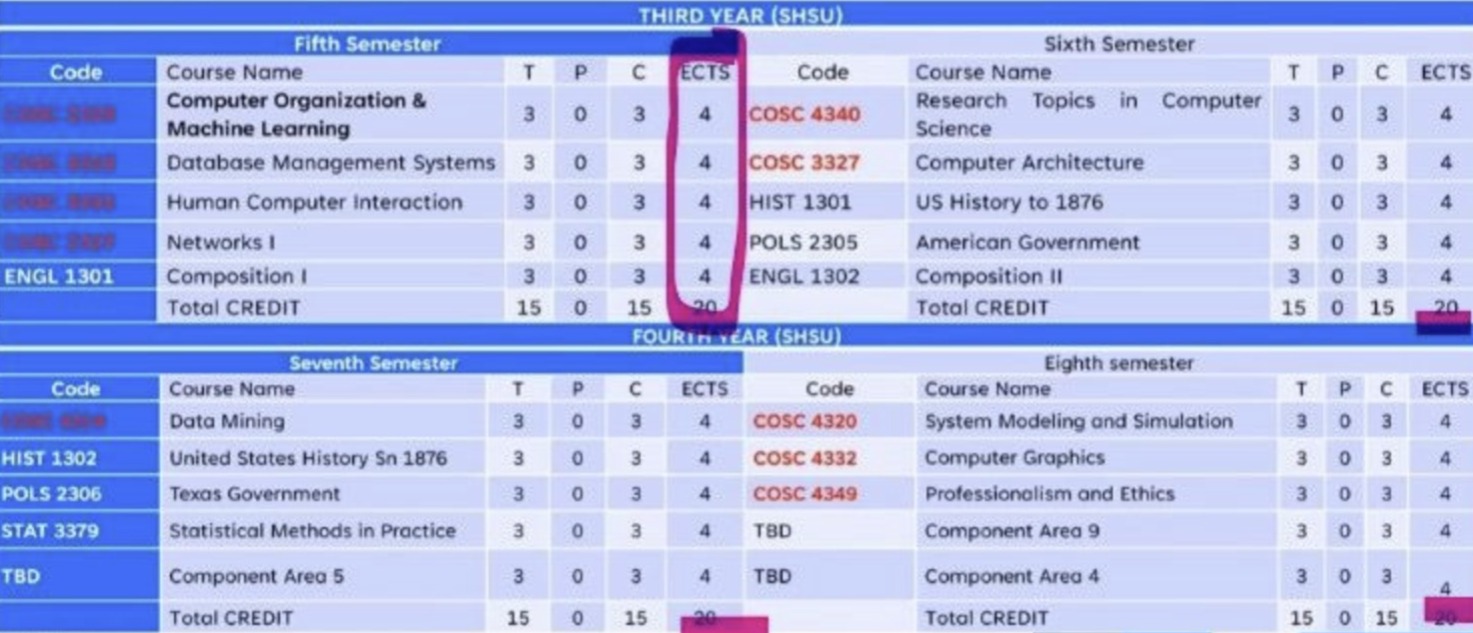 THIRD YEAR (SHSU)
Fifth Semester Sixth Semester
Code Course Name T P C ECTS Code Course Name T P C ECTS
Computer Organization & Machine Learning 3 0 3 4 COSC 4340 Research Topics in Computer Science 3 0 3 4
Database Management Systems 3 0 3 4 COSC 3327 Computer Architecture 3 0 3 4
Human Computer Interaction 3 0 3 4 HIST 1301 US History to 1876 3 0 3 4
Networks I 3 0 3 4 POLS 2305 American Government 3 0 3 4
ENGL 1301 Composition I 3 0 3 4 ENGL 1302 Composition II 3 0 3 4
Total CREDIT 15 0 15 20 Total CREDIT 15 0 15 20
FOURTH YEAR (SHSU)
Seventh Semester Eighth semester
Code Course Name T P C ECTS Code Course Name T P C ECTS
Data Mining 3 0 3 4 COSC 4320 System Modeling and Simulation 3 0 3 4
HIST 1302 United States History Sn 1876 3 0 3 4 COSC 4332 Computer Graphics 3 0 3 4
POLS 2306 Texas Government 3 0 3 4 COSC 4349 Professionalism and Ethics 3 0 3 4
STAT 3379 Statistical Methods in Practice 3 0 3 4 TBD Component Area 9 3 0 3 4
TBD Component Area 5 3 0 3 4 TBD Component Area 4 3 0 3 4
Total CREDIT 15 0 15 20 Total CREDIT 15 0 15 20